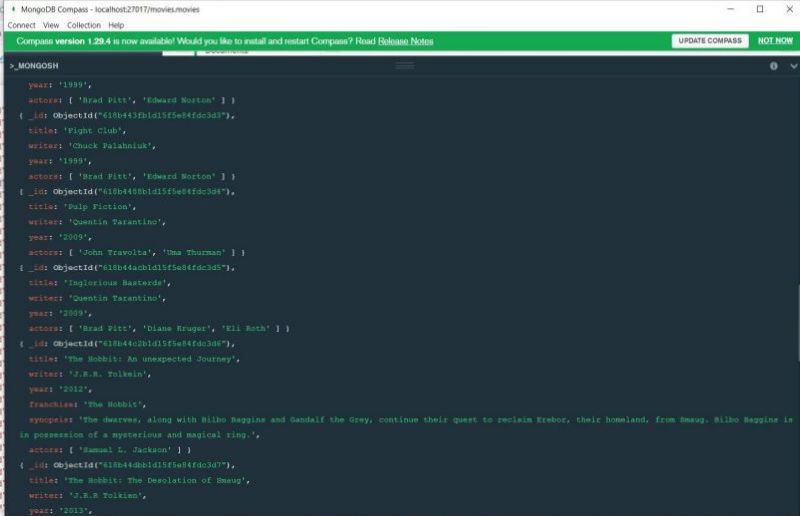 MongoDB Compass - localhost:27017/movies.movies
Connect View Collection Help
Compass version 1.29.4 is now available! Would you like to install and restart Compass? Read Release Notes UPDATE COMPASS NOT NOW
>_MONGOSH
year: '1999',
actors: [ 'Brad Pitt', 'Edward Norton' ] }
{ _id: ObjectId("618b443fb1d15f5e84fdc3d3"),
title: 'Fight Club',
writer: 'Chuck Palahniuk',
year: '1999',
actors: [ 'Brad Pitt', 'Edward Norton' ] }
{ _id: ObjectId("618b4488b1d15f5e84fdc3d4"),
title: 'Pulp Fiction',
writer: 'Quentin Tarantino',
year: '2009',
actors: [ 'John Travolta', 'Uma Thurman' ] }
{ _id: ObjectId("618b44acb1d15f5e84fdc3d5"),
title: 'Inglorious Basterds',
writer: 'Quentin Tarantino',
year: '2009',
actors: [ 'Brad Pitt', 'Diane Kruger', 'Eli Roth' ] }
{ _id: ObjectId("618b44c2b1d15f5e84fdc3d6"),
title: 'The Hobbit: An unexpected Journey',
writer: 'J.R.R. Tolkein',
year: '2012',
franchise: 'The Hobbit',
synopsis: 'The dwarves, along with Bilbo Baggins and Gandalf the Grey, continue their quest to reclaim Erebor, their homeland, from Smaug. Bilbo Baggins is
in possession of a mysterious and magical ring.',
actors: [ 'Samuel L. Jackson' ] }
{ _id: ObjectId("618b44dbb1d15f5e84fdc3d7"),
title: 'The Hobbit: The Desolation of Smaug',
writer: 'J.R.R Tolkien',
year: '2013',